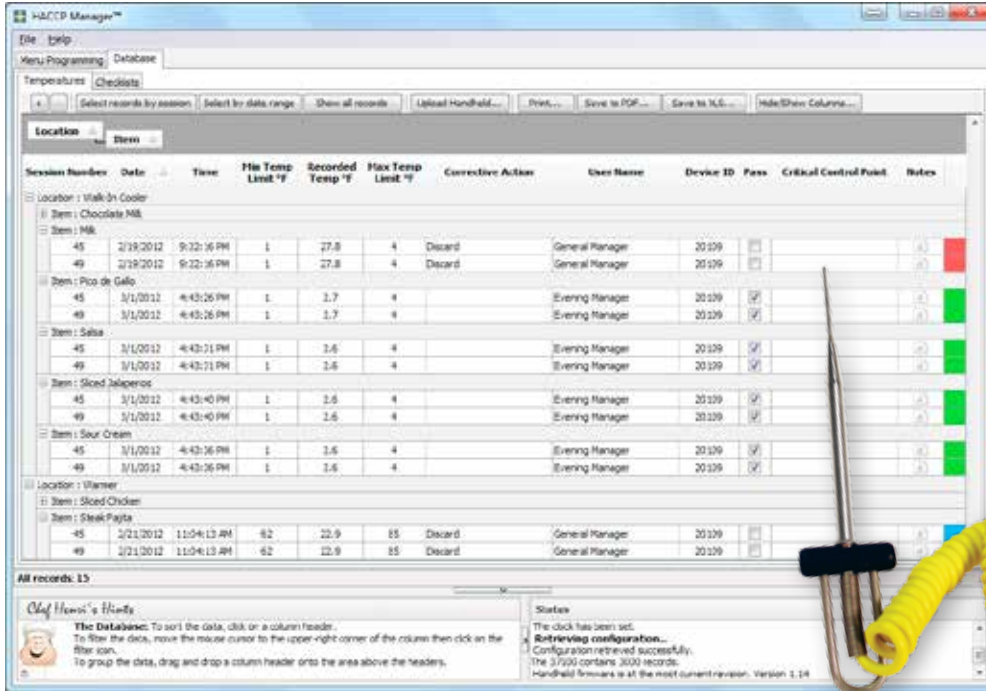 HACCP Manager™
File Help
Menu Programming Database
Temperatures Checklists
Select records by session Select by date range Show all records Upload Handheld... Print... Save to PDF... Save to XLS... Hide/Show Columns...
Location
Item
Session Number Date Time Min Temp Limit °F Recorded Temp °F Max Temp Limit °F Corrective Action User Name Device ID Pass Critical Control Point Notes
Location : Walk-In Cooler
Item : Chocolate Milk
Item : Milk
45 2/19/2012 9:22:16 PM 1 27.8 4 Discard General Manager 20109
49 2/19/2012 9:22:16 PM 1 27.8 4 Discard General Manager 20109
Item : Pico de Gallo
45 3/1/2012 4:43:26 PM 1 4 Evening Manager 20109
49 3/1/2012 4:43:26 PM 1 4 Evening Manager 20109
Item : Salsa
45 3/1/2012 4:43:31 PM 1 4 Evening Manager 20109
49 3/1/2012 4:43:31 PM 1 4 Evening Manager 20109
Item : Sliced Jalapenos
45 3/1/2012 4:43:40 PM 1 4 Evening Manager 20109
49 3/1/2012 4:43:40 PM 1 4 Evening Manager 20109
Item : Sour Cream
45 3/1/2012 4:43:36 PM 1 4 Evening Manager 20109
49 3/1/2012 4:43:36 PM 1 4 Evening Manager 20109
Location : Warmer
Item : Sliced Chicken
Item : Steak Fajita
45 2/21/2012 11:04:13 AM 62 22.9 85 Discard General Manager 20109
49 2/21/2012 11:04:13 AM 62 22.9 85 Discard General Manager 20109
All records: 15
Chef Henri's Hints
The Database: To sort the data, click on a column header.
To filter the data, move the mouse cursor to the upper-right corner of the column then click on the
filter icon.
To group the data, drag and drop a column header onto the area above the headers.
Status
The clock has been set.
Retrieving configuration...
Configuration retrieved successfully.
The 37100 contains 3000 records.
Handheld firmware is at the most current revision. Version 1.14